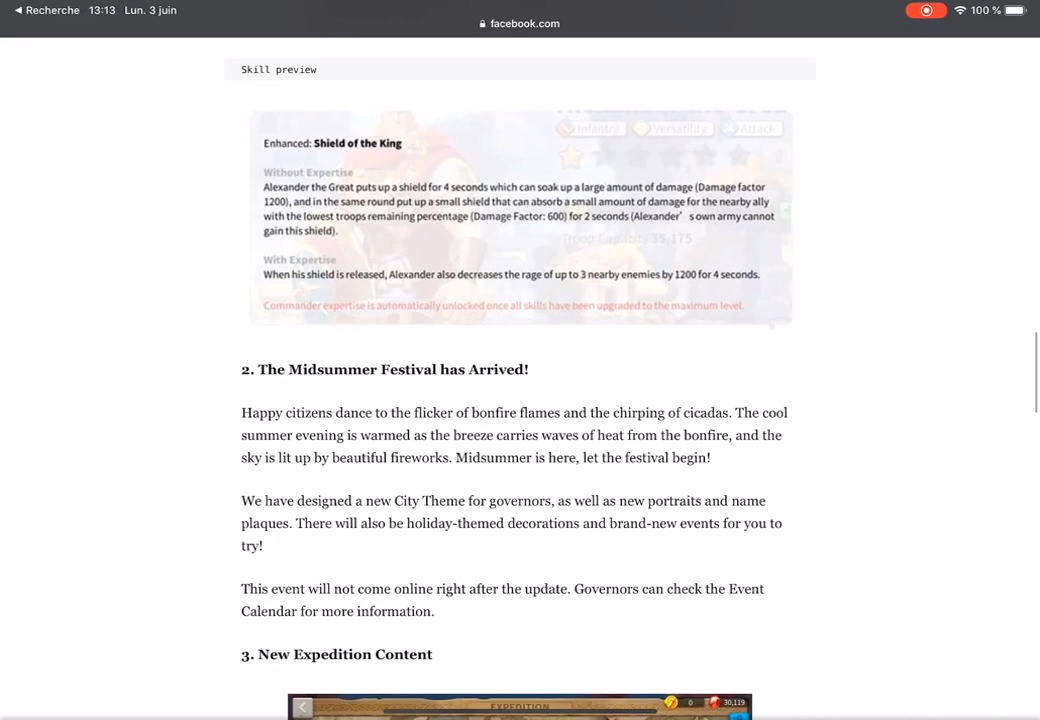 Recherche 13:13 Lun. 3 juin 100 %
facebook.com
Skill preview
Infantry Versatility Attack
Enhanced: Shield of the King
Without Expertise
Alexander the Great puts up a shield for 4 seconds which can soak up a large amount of damage (Damage factor
1200), and in the same round put up a small shield that can absorb a small amount of damage for the nearby ally
with the lowest troops remaining percentage (Damage Factor: 600) for 2 seconds (Alexander's own army cannot
gain this shield).
Troop Capacity 35,175
With Expertise
When his shield is released, Alexander also decreases the rage of up to 3 nearby enemies by 1200 for 4 seconds.
Commander expertise is automatically unlocked once all skills have been upgraded to the maximum level.
2. The Midsummer Festival has Arrived!
Happy citizens dance to the flicker of bonfire flames and the chirping of cicadas. The cool
summer evening is warmed as the breeze carries waves of heat from the bonfire, and the
sky is lit up by beautiful fireworks. Midsummer is here, let the festival begin!
We have designed a new City Theme for governors, as well as new portraits and name
plaques. There will also be holiday-themed decorations and brand-new events for you to
try!
This event will not come online right after the update. Governors can check the Event
Calendar for more information.
3. New Expedition Content
EXPEDITION 0 30,119